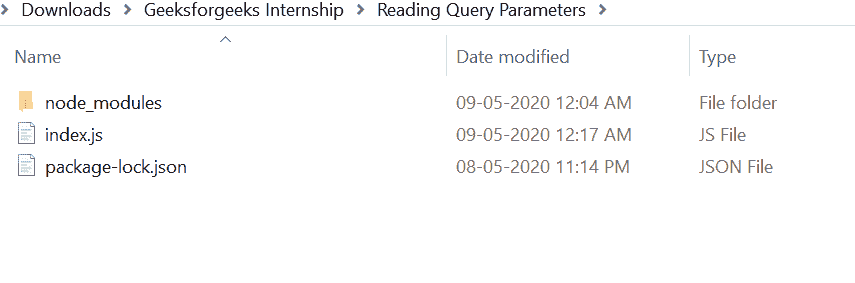 Downloads > Geeksforgeeks Internship > Reading Query Parameters >
Name Date modified Type
node_modules 09-05-2020 12:04 AM File folder
index.js 09-05-2020 12:17 AM JS File
package-lock.json 08-05-2020 11:14 PM JSON File